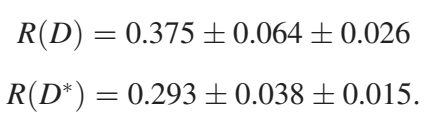 R(D) = 0.375 ± 0.064 ± 0.026
R(D*) = 0.293 ± 0.038 ± 0.015.